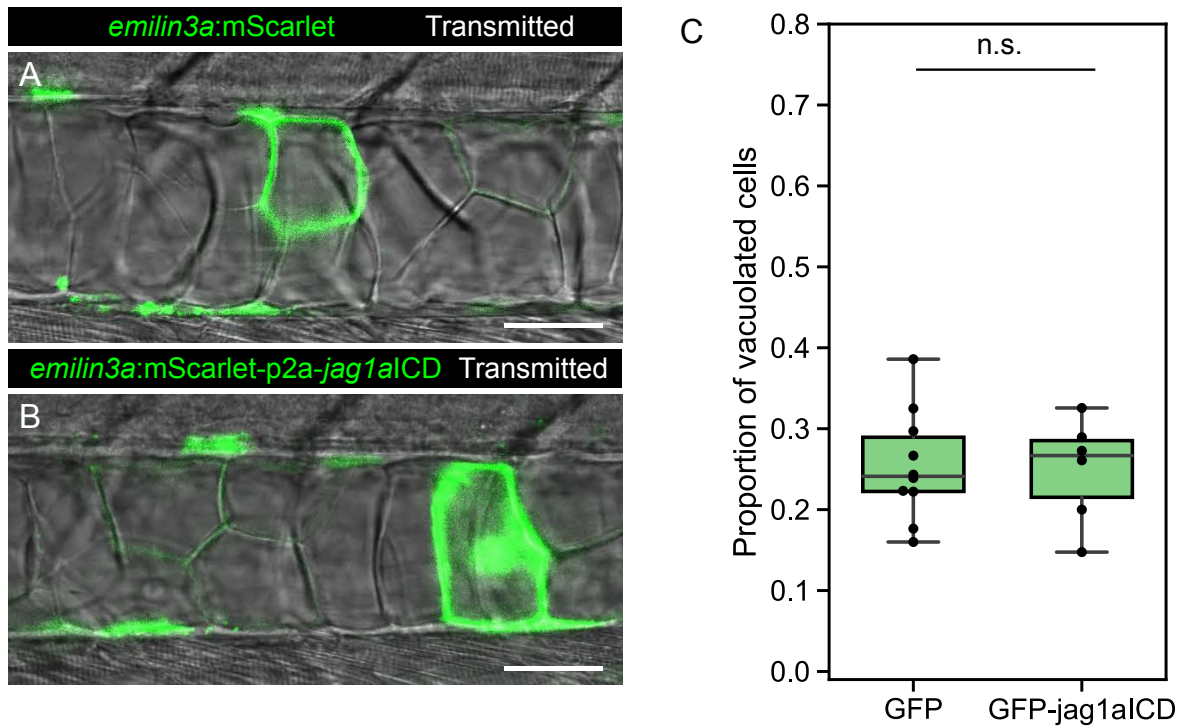 emilin3a:mScarlet Transmitted
A
emilin3a:mScarlet-p2a-jag1aICD Transmitted
B
C
n.s.
Proportion of vacuolated cells
0.8
0.7
0.6
0.5
0.4
0.3
0.2
0.1
0.0
GFP GFP-jag1aICD